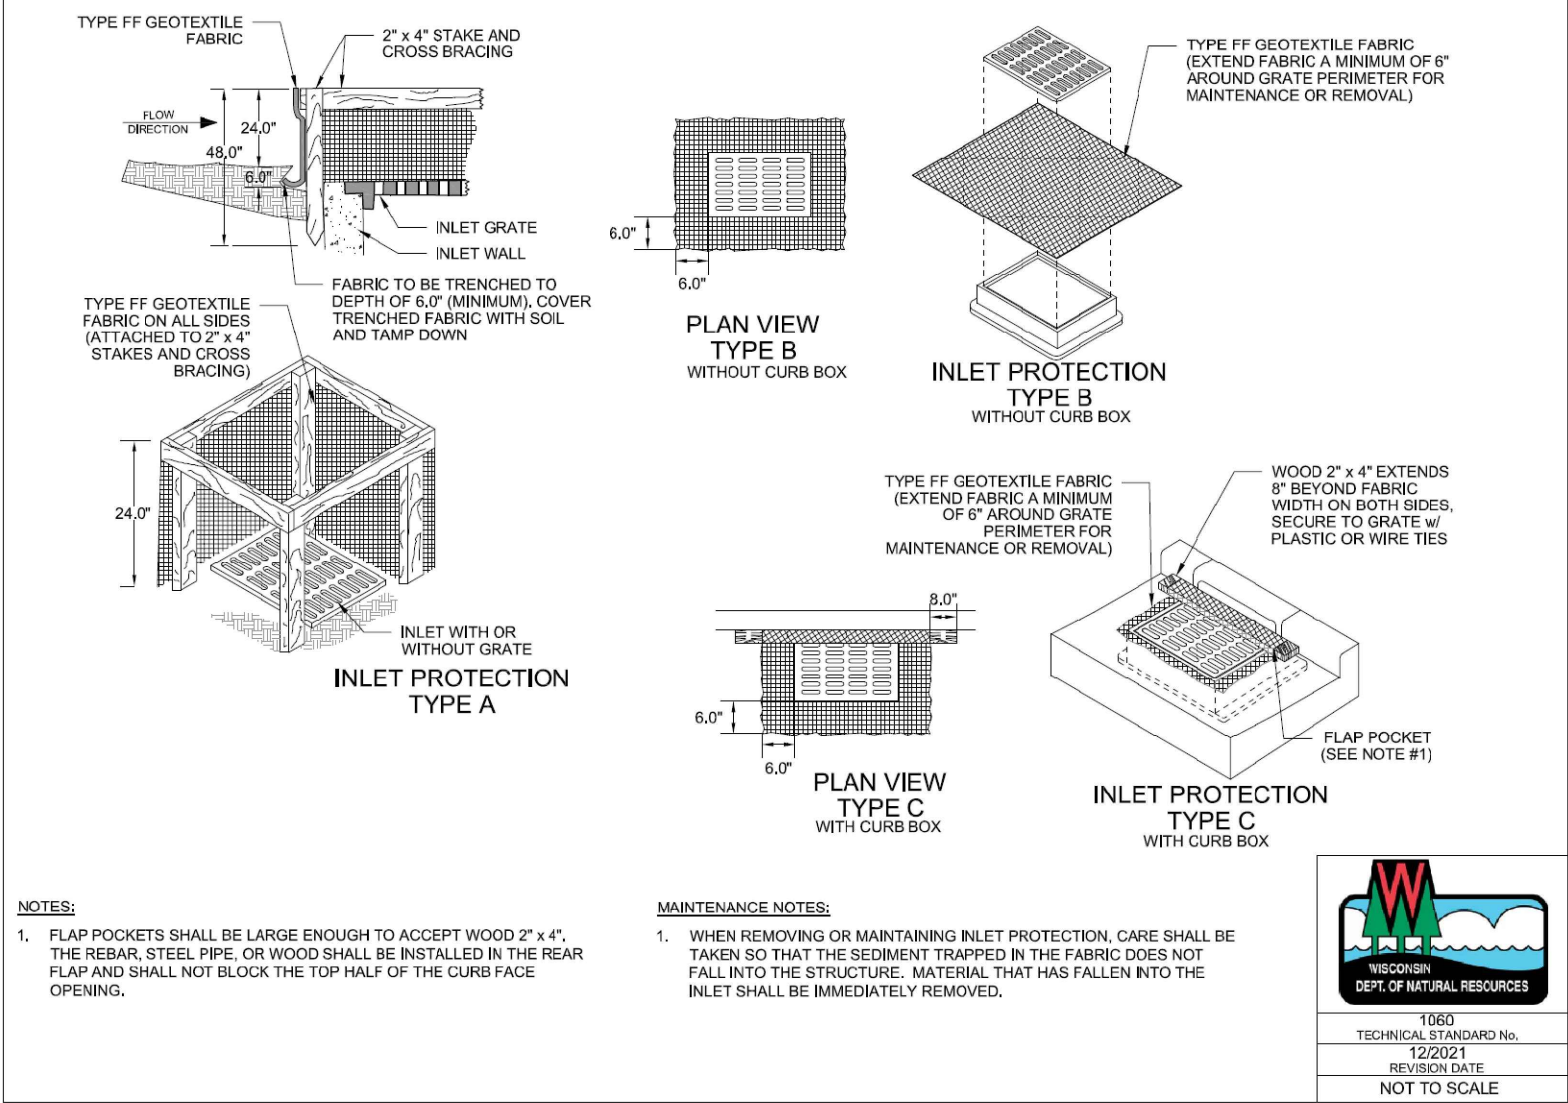 TYPE FF GEOTEXTILE
FABRIC
2" x 4" STAKE AND
CROSS BRACING
FLOW
DIRECTION
24.0"
48.0"
6.0"
INLET GRATE
INLET WALL
FABRIC TO BE TRENCHED TO
DEPTH OF 6.0" (MINIMUM), COVER
TRENCHED FABRIC WITH SOIL
AND TAMP DOWN
TYPE FF GEOTEXTILE
FABRIC ON ALL SIDES
(ATTACHED TO 2" x 4"
STAKES AND CROSS
BRACING)
24.0"
INLET WITH OR
WITHOUT GRATE
INLET PROTECTION
TYPE A
6.0"
6.0"
PLAN VIEW
TYPE B
WITHOUT CURB BOX
TYPE FF GEOTEXTILE FABRIC
(EXTEND FABRIC A MINIMUM OF 6"
AROUND GRATE PERIMETER FOR
MAINTENANCE OR REMOVAL)
INLET PROTECTION
TYPE B
WITHOUT CURB BOX
TYPE FF GEOTEXTILE FABRIC
(EXTEND FABRIC A MINIMUM
OF 6" AROUND GRATE
PERIMETER FOR
MAINTENANCE OR REMOVAL)
WOOD 2" x 4" EXTENDS
8" BEYOND FABRIC
WIDTH ON BOTH SIDES,
SECURE TO GRATE w/
PLASTIC OR WIRE TIES
8.0"
6.0"
6.0"
PLAN VIEW
TYPE C
WITH CURB BOX
FLAP POCKET
(SEE NOTE #1)
INLET PROTECTION
TYPE C
WITH CURB BOX
NOTES:
1. FLAP POCKETS SHALL BE LARGE ENOUGH TO ACCEPT WOOD 2" x 4",
THE REBAR, STEEL PIPE, OR WOOD SHALL BE INSTALLED IN THE REAR
FLAP AND SHALL NOT BLOCK THE TOP HALF OF THE CURB FACE
OPENING.
MAINTENANCE NOTES:
1. WHEN REMOVING OR MAINTAINING INLET PROTECTION, CARE SHALL BE
TAKEN SO THAT THE SEDIMENT TRAPPED IN THE FABRIC DOES NOT
FALL INTO THE STRUCTURE. MATERIAL THAT HAS FALLEN INTO THE
INLET SHALL BE IMMEDIATELY REMOVED.
W
WISCONSIN
DEPT. OF NATURAL RESOURCES
1060
TECHNICAL STANDARD No.
12/2021
REVISION DATE
NOT TO SCALE